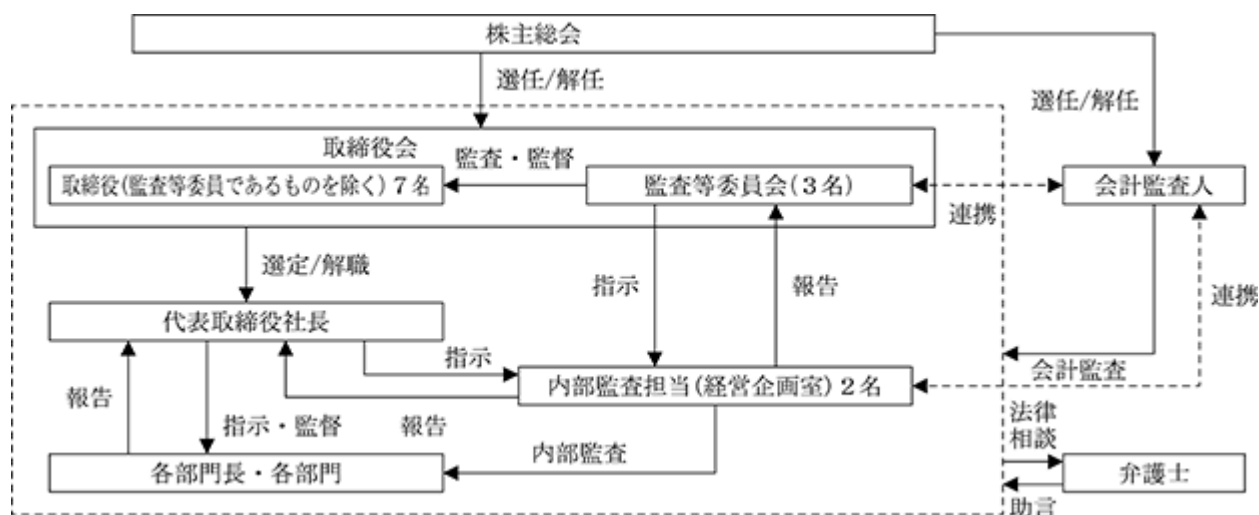 株主総会
選任/解任
選任/解任
取締役会
監査・監督
取締役(監査等委員であるものを除く)7名
監査等委員会(3名)
会計監査人
連携
選定/解職
指示
報告
連携
代表取締役社長
指示
会計監査
内部監査担当(経営企画室)2名
報告
指示・監督
報告
法律
相談
内部監査
各部門長・各部門
弁護士
助言